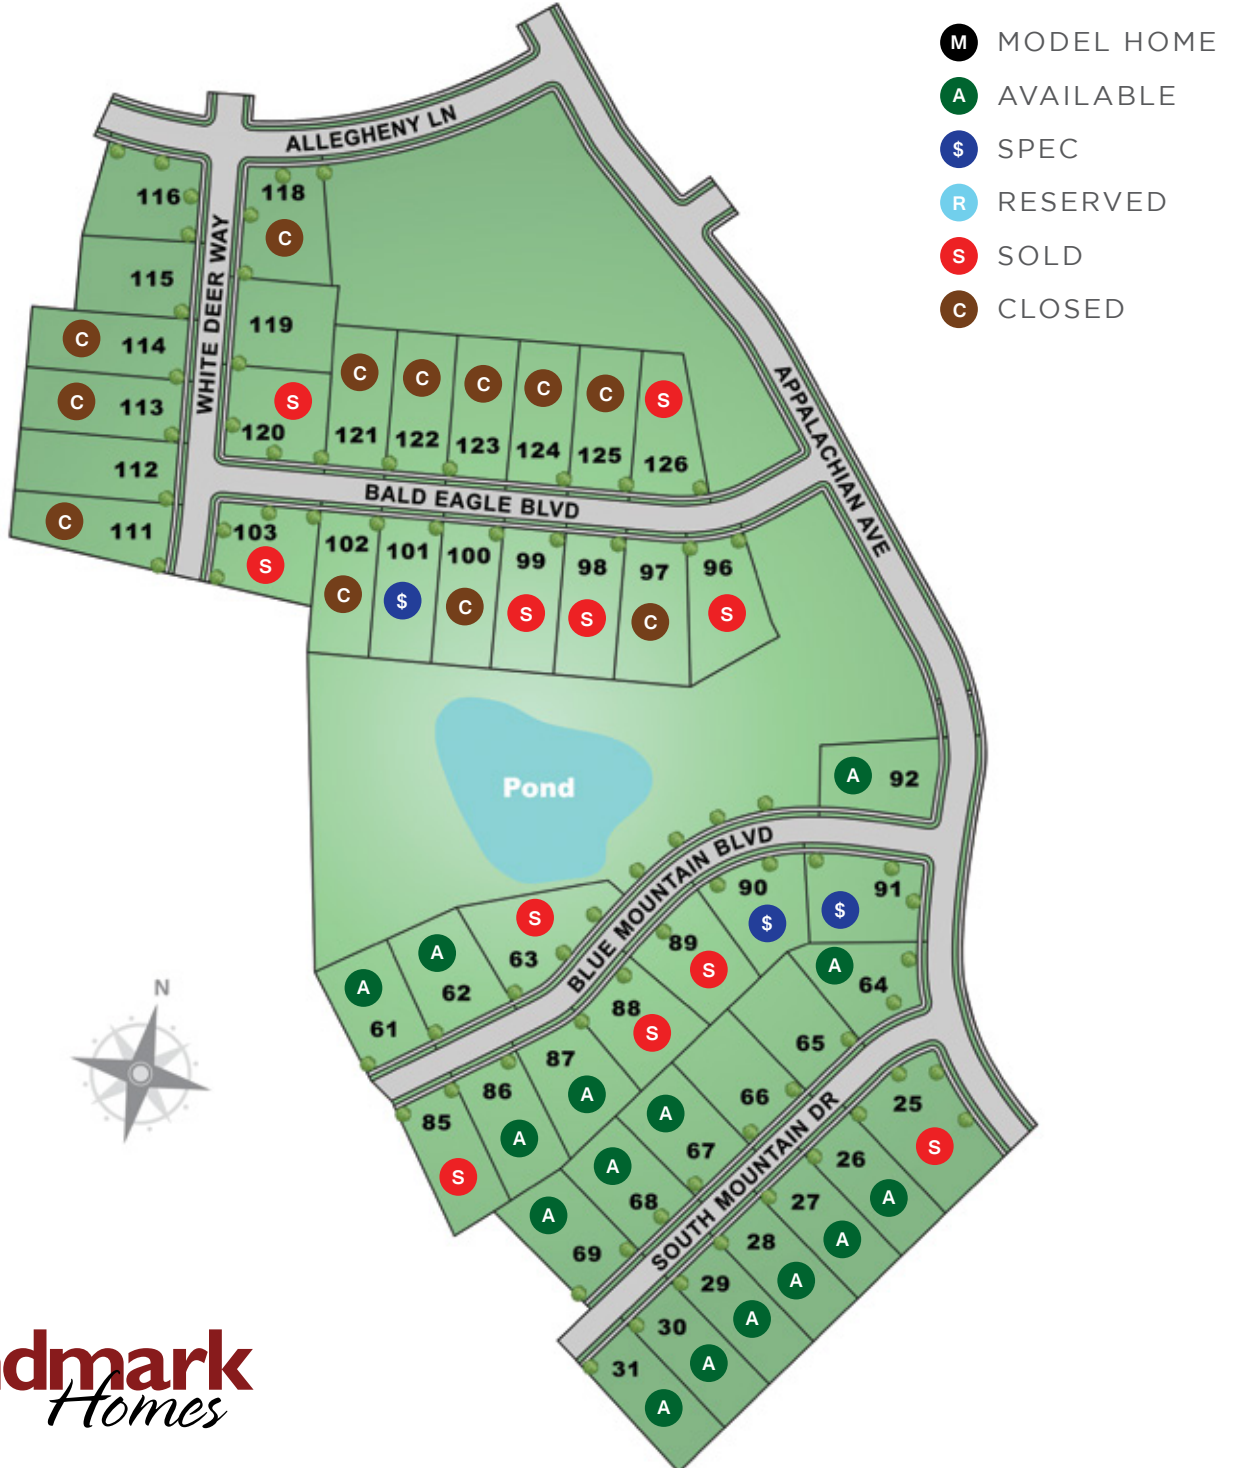 M MODEL HOME
A AVAILABLE
$ SPEC
R RESERVED
S SOLD
C CLOSED
ALLEGHENY LN
WHITE DEER WAY
APPALACHIAN AVE
BALD EAGLE BLVD
BLUE MOUNTAIN BLVD
SOUTH MOUNTAIN DR
Pond
116
115
114 C
113 C
112
111 C
118 C
119
120 S
121 C
122 C
123 C
124 C
125 C
126 S
103 S
102 C
101 $
100 C
99 S
98 S
97 C
96 S
92 A
91 $
90 $
89 S
88 S
87 A
86 A
85 S
63 S
62 A
61 A
64 A
65
66
67 A
68 A
69 A
25 S
26 A
27 A
28 A
29 A
30 A
31 A
N
dmark
Homes